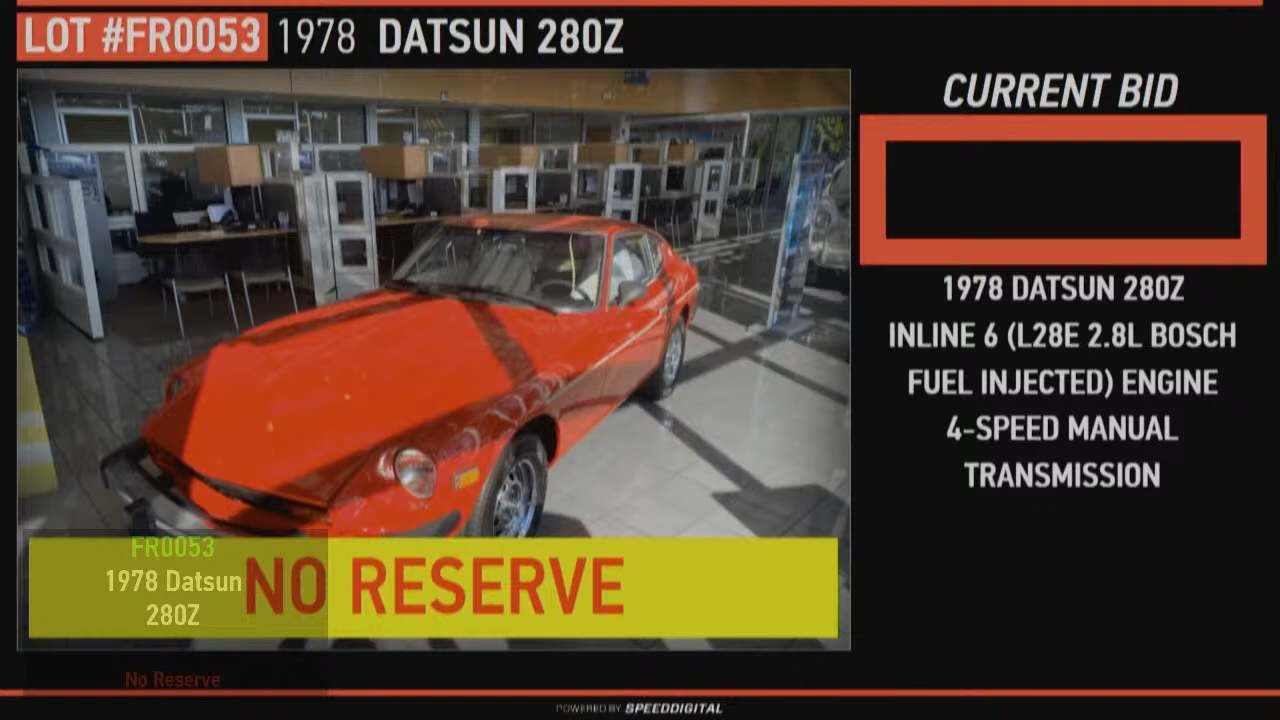 LOT #FR0053 1978 DATSUN 280Z
CURRENT BID
1978 DATSUN 280Z
INLINE 6 (L28E 2.8L BOSCH
FUEL INJECTED) ENGINE
4-SPEED MANUAL
TRANSMISSION
NO RESERVE
FR0053
1978 Datsun
280Z
No Reserve
POWERED BY SPEEDDIGITAL